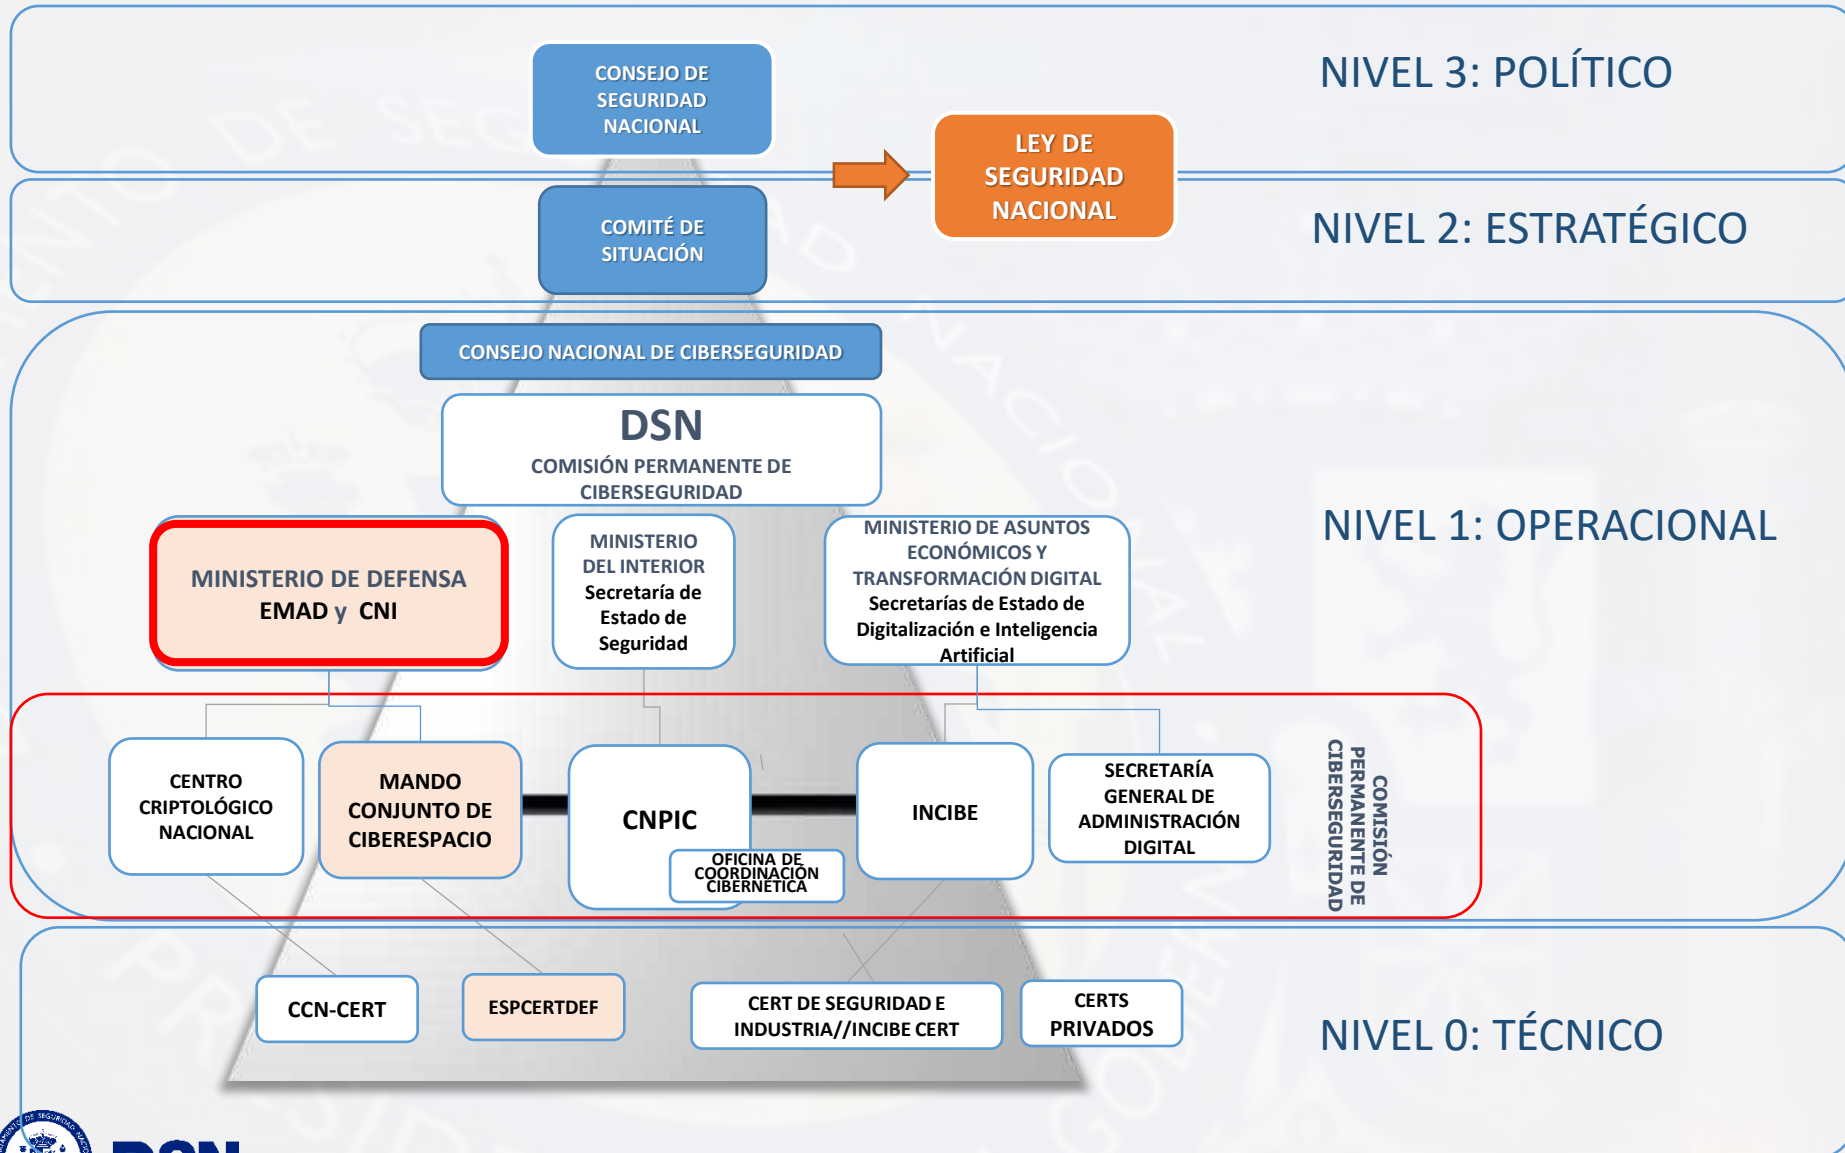 CONSEJO DE
SEGURIDAD
NACIONAL
NIVEL 3: POLÍTICO
LEY DE
SEGURIDAD
NACIONAL
COMITÉ DE
SITUACIÓN
NIVEL 2: ESTRATÉGICO
CONSEJO NACIONAL DE CIBERSEGURIDAD
DSN
COMISIÓN PERMANENTE DE
CIBERSEGURIDAD
NIVEL 1: OPERACIONAL
MINISTERIO DE DEFENSA
EMAD y CNI
MINISTERIO
DEL INTERIOR
Secretaría de
Estado de
Seguridad
MINISTERIO DE ASUNTOS
ECONÓMICOS Y
TRANSFORMACIÓN DIGITAL
Secretarías de Estado de
Digitalización e Inteligencia
Artificial
CENTRO
CRIPTOLÓGICO
NACIONAL
MANDO
CONJUNTO DE
CIBERESPACIO
CNPIC
OFICINA DE
COORDINACIÓN
CIBERNÉTICA
INCIBE
SECRETARÍA
GENERAL DE
ADMINISTRACIÓN
DIGITAL
COMISIÓN
PERMANENTE DE
CIBERSEGURIDAD
CCN-CERT
ESPCERTDEF
CERT DE SEGURIDAD E
INDUSTRIA//INCIBE CERT
CERTS
PRIVADOS
NIVEL 0: TÉCNICO
DSN